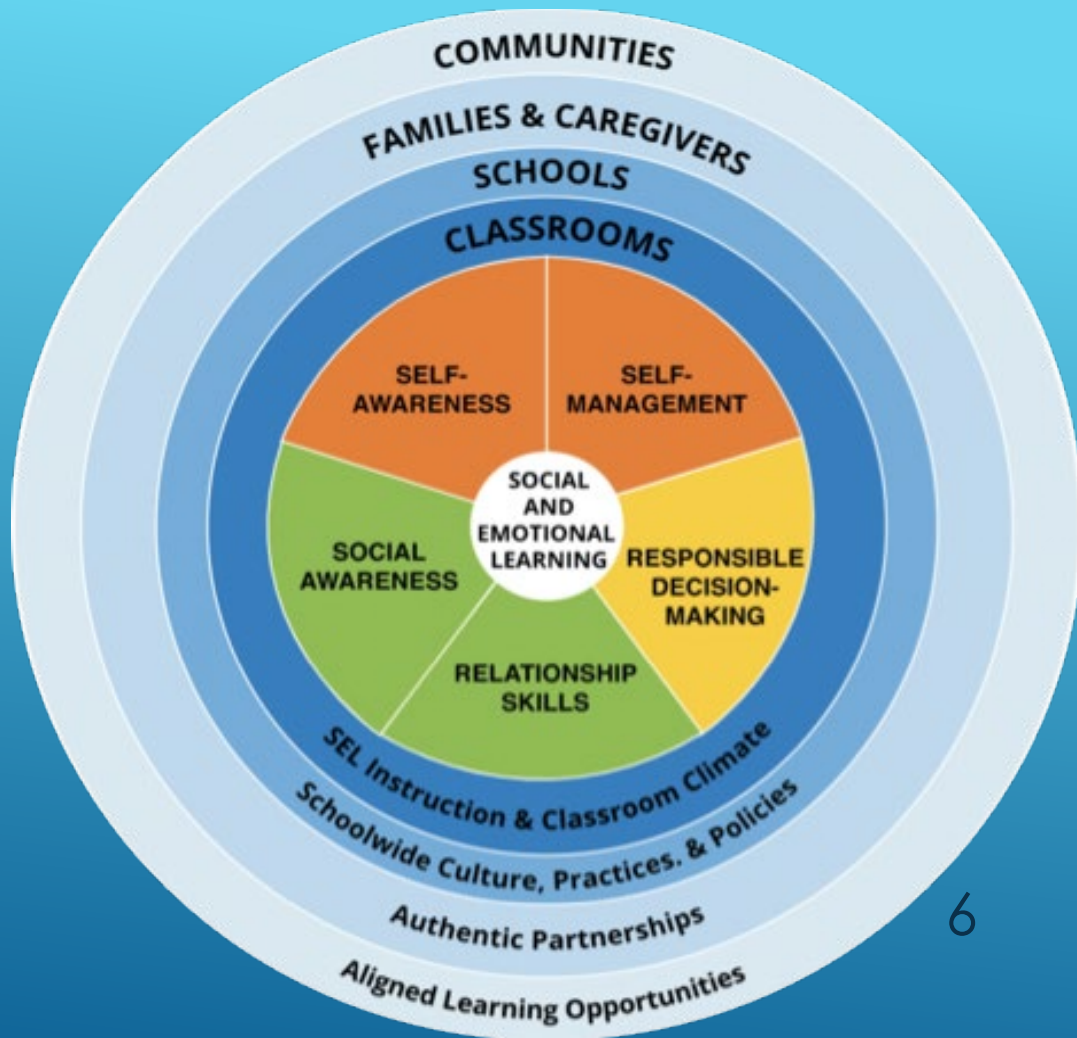 COMMUNITIES
FAMILIES & CAREGIVERS
SCHOOLS
CLASSROOMS
SELF-
AWARENESS
SELF-
MANAGEMENT
SOCIAL
AND
EMOTIONAL
LEARNING
SOCIAL
AWARENESS
RESPONSIBLE
DECISION-
MAKING
RELATIONSHIP
SKILLS
SEL Instruction & Classroom Climate
Schoolwide Culture, Practices. & Policies
Authentic Partnerships
Aligned Learning Opportunities
6